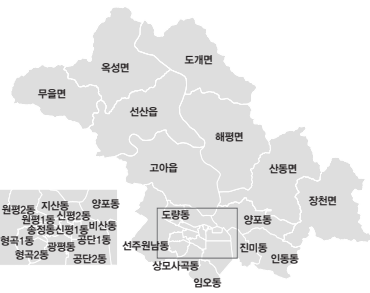 도개면
옥성면
무을면
선산읍
해평면
고아읍
산동면
장천면
양포동
지산동
원평2동
도량동
신평2동
원평1동
양포동
비산동
송정동
신평1동
형곡1동
공단1동
광평동
선주원남동
진미동
형곡2동
공단2동
인동동
상모사곡동
임오동